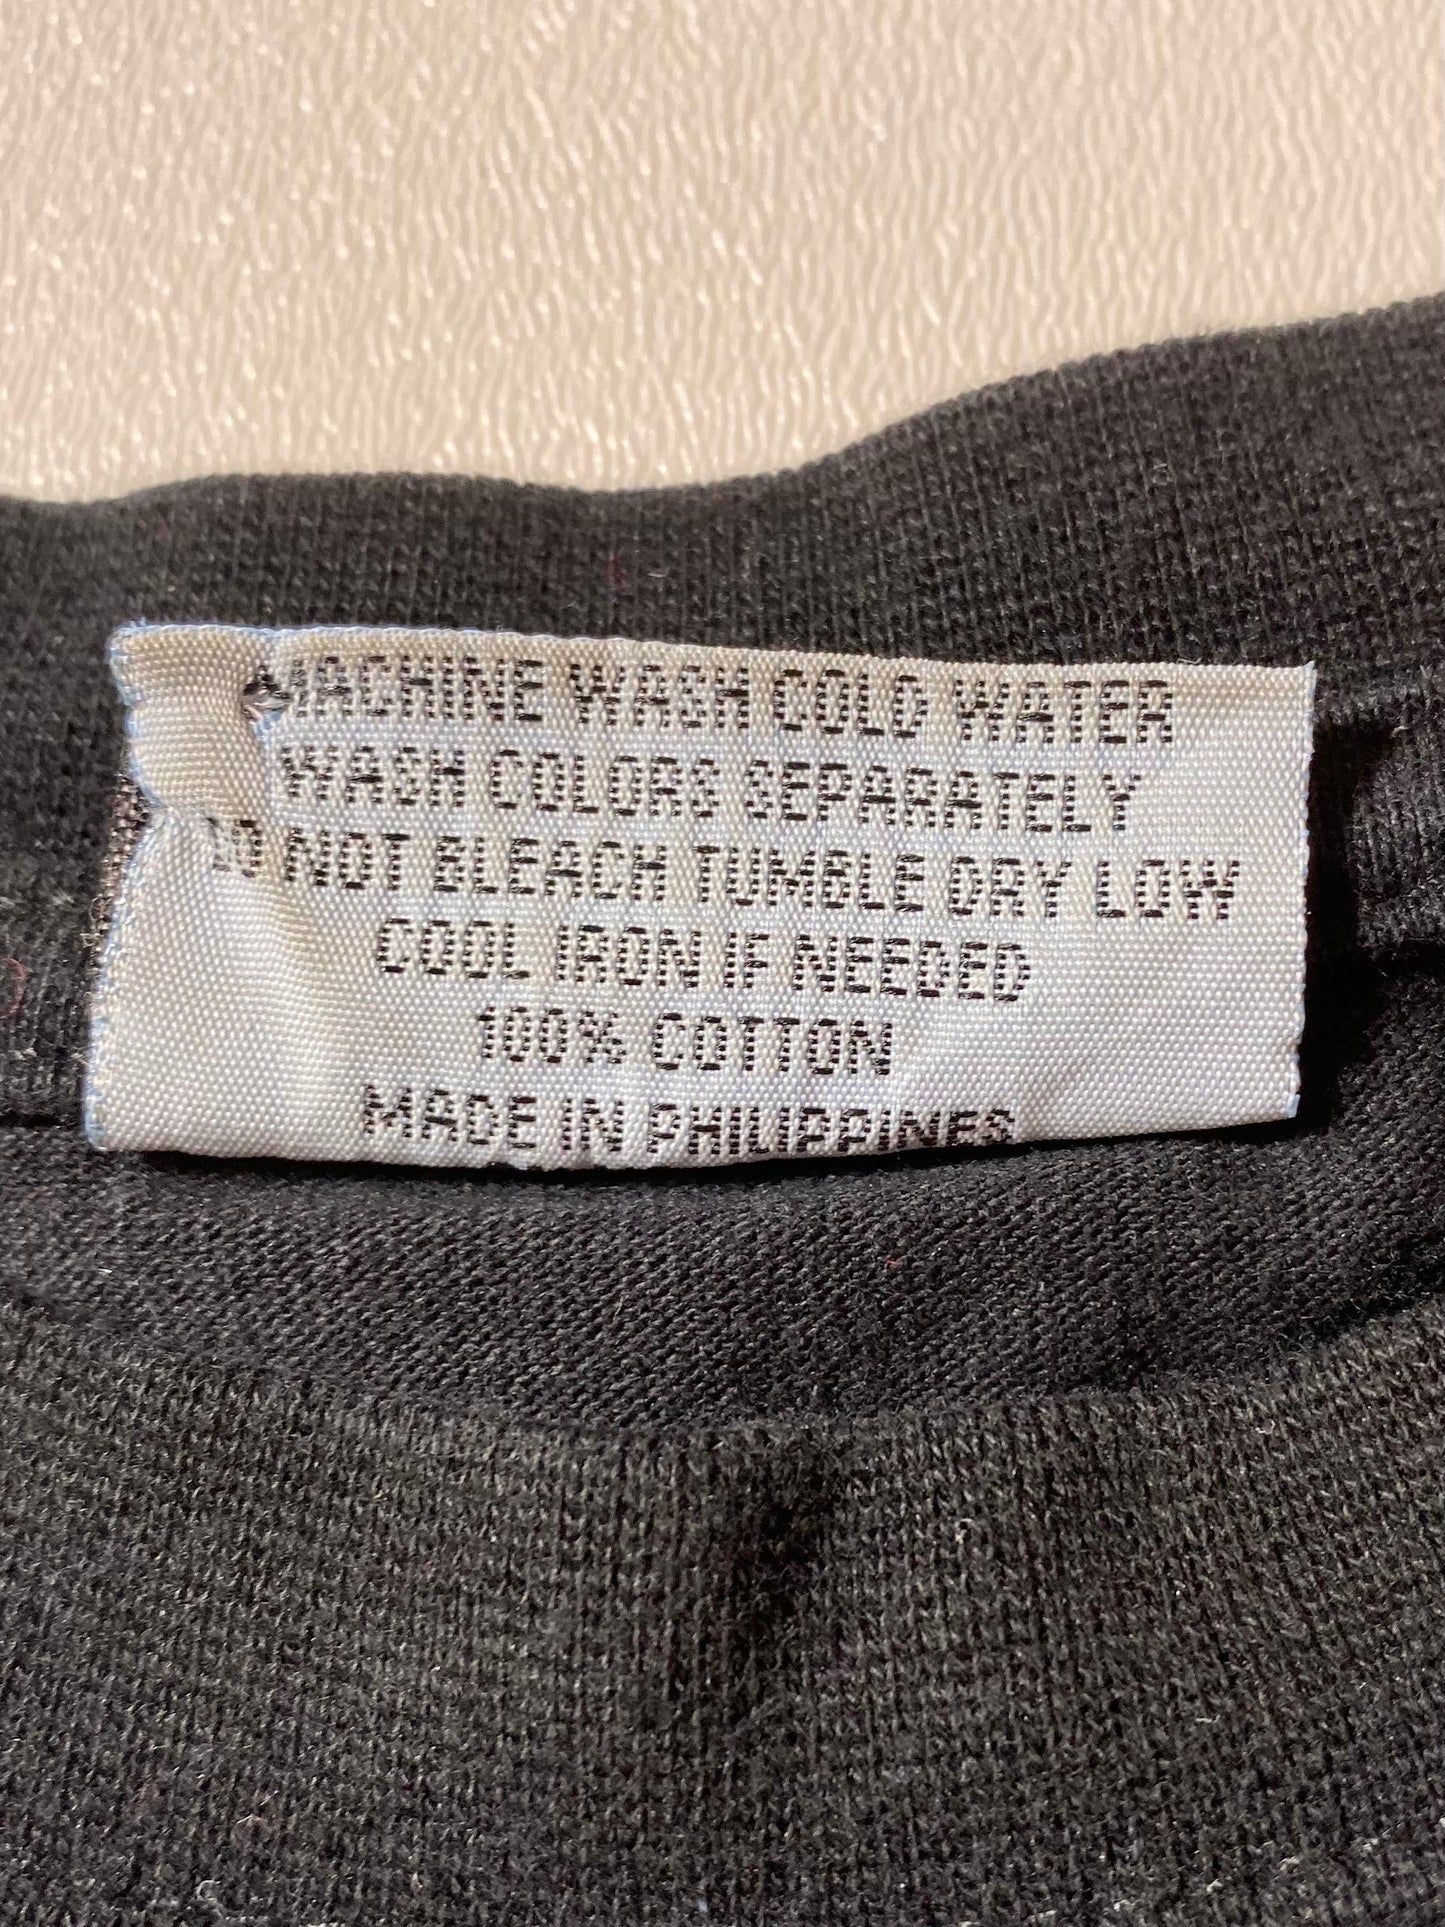 MACHINE WASH COLD WATER
WASH COLORS SEPARATELY
DO NOT BLEACH TUMBLE DRY LOW
COOL IRON IF NEEDED
100% COTTON
MADE IN PHILIPPINES